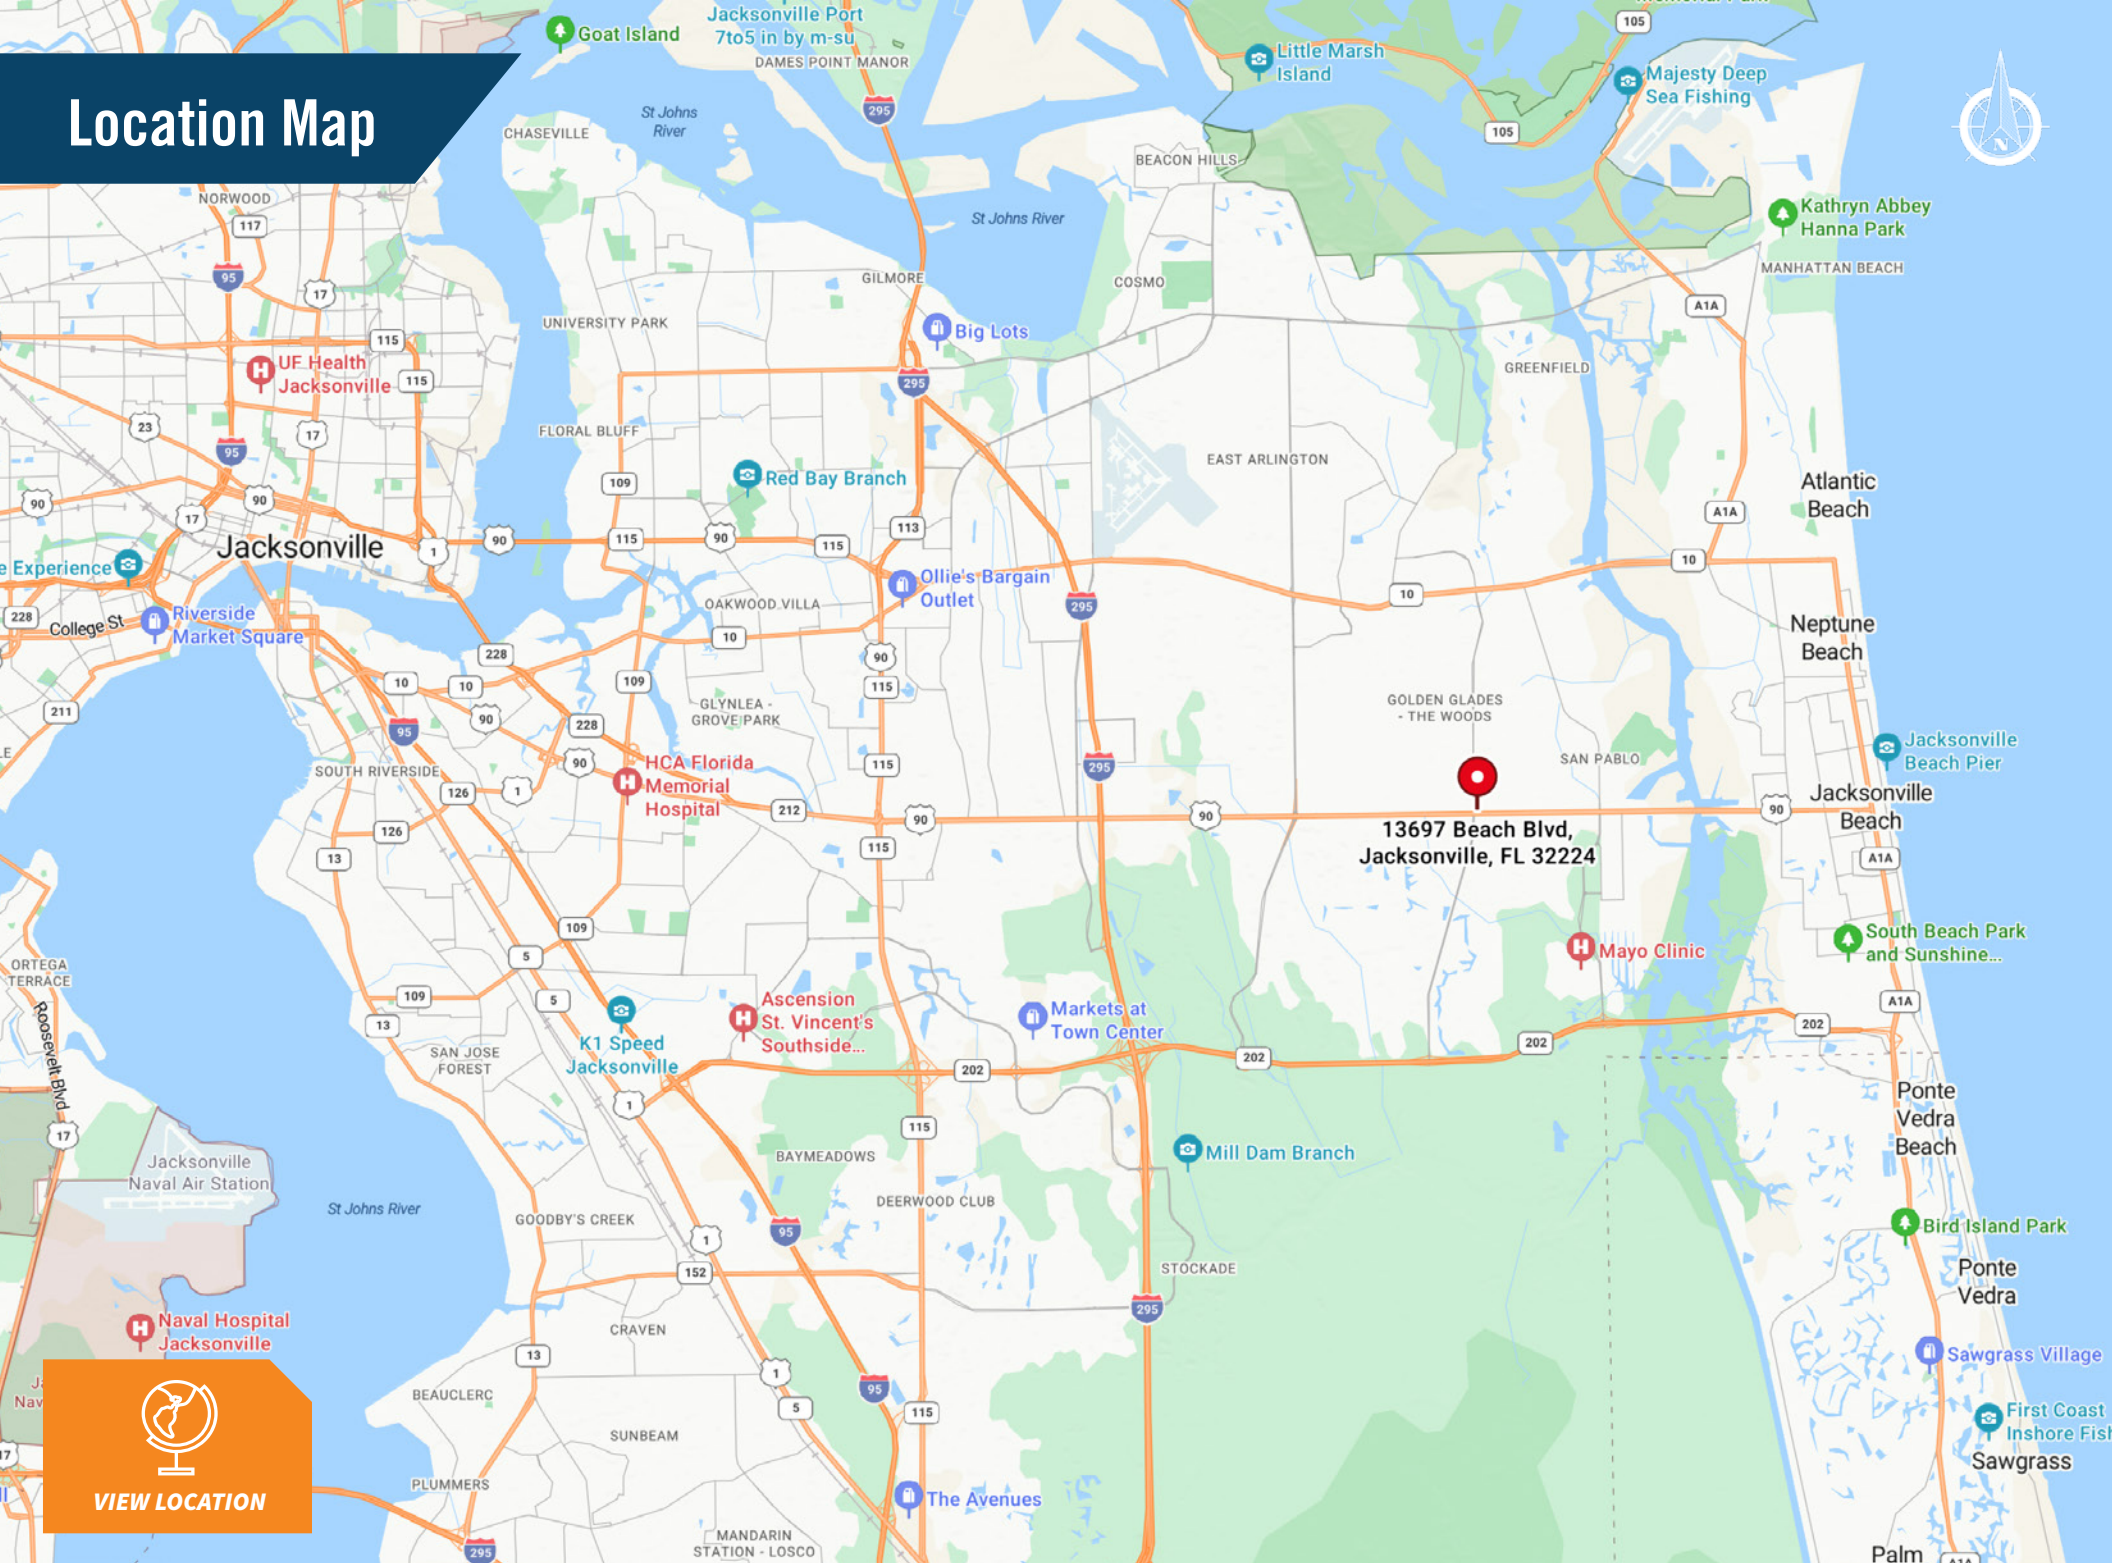 Location Map
Goat Island
Jacksonville Port
7to5 in by m-su
DAMES POINT MANOR
295
St Johns
River
CHASEVILLE
Little Marsh
Island
105
Majesty Deep
Sea Fishing
105
N
BEACON HILLS
NORWOOD
117
St Johns River
Kathryn Abbey
Hanna Park
MANHATTAN BEACH
95
17
GILMORE
COSMO
A1A
UNIVERSITY PARK
Big Lots
115
UF Health
Jacksonville
115
295
GREENFIELD
23
17
95
FLORAL BLUFF
EAST ARLINGTON
109
Red Bay Branch
Atlantic
Beach
90
90
17
113
A1A
Jacksonville
1
90
115
90
115
10
e Experience
Ollie's Bargain
Outlet
295
10
228
College St
Riverside
Market Square
OAKWOOD VILLA
10
Neptune
Beach
228
90
10
10
109
115
211
90
228
GLYNLEA -
GROVE PARK
GOLDEN GLADES
- THE WOODS
95
LE
90
HCA Florida
Memorial
Hospital
115
295
SAN PABLO
Jacksonville
Beach Pier
SOUTH RIVERSIDE
126
1
212
90
90
90
Jacksonville
Beach
126
13
115
13697 Beach Blvd,
Jacksonville, FL 32224
A1A
109
5
South Beach Park
and Sunshine...
Mayo Clinic
ORTEGA
TERRACE
109
5
Ascension
St. Vincent's
Southside...
Markets at
Town Center
A1A
13
K1 Speed
Jacksonville
202
202
202
202
Roosevelt Blvd
SAN JOSE
FOREST
1
Ponte
Vedra
Beach
17
115
Jacksonville
Naval Air Station
BAYMEADOWS
Mill Dam Branch
DEERWOOD CLUB
St Johns River
GOODBY'S CREEK
1
95
Bird Island Park
152
STOCKADE
Ponte
Vedra
295
Naval Hospital
Jacksonville
CRAVEN
13
Sawgrass Village
1
95
Nav
BEAUCLERC
5
115
First Coast
Inshore Fish
SUNBEAM
Sawgrass
17
PLUMMERS
VIEW LOCATION
The Avenues
MANDARIN
STATION - LOSCO
295
Palm
A1A